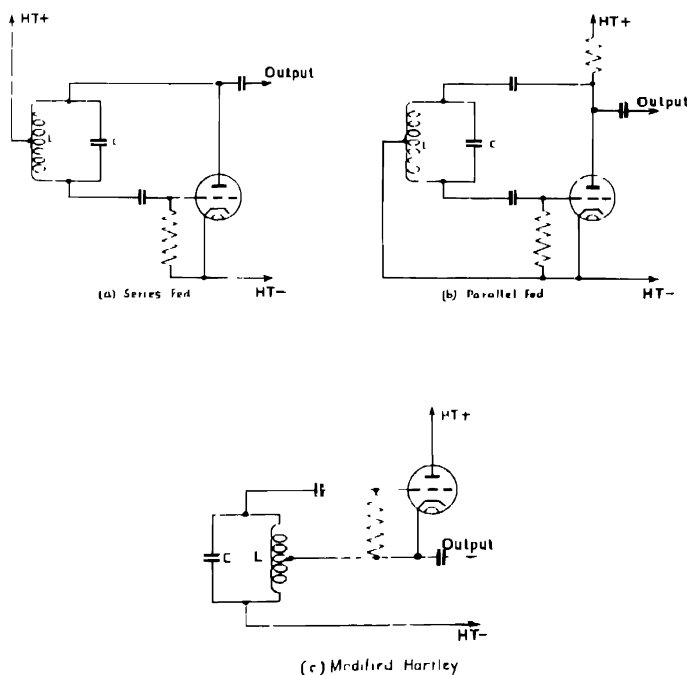 HT+
Output
L
C
HT-
(a) Series Fed
HT+
Output
L
C
HT-
(b) Parallel Fed
HT+
C
L
Output
HT-
(c) Modified Hartley